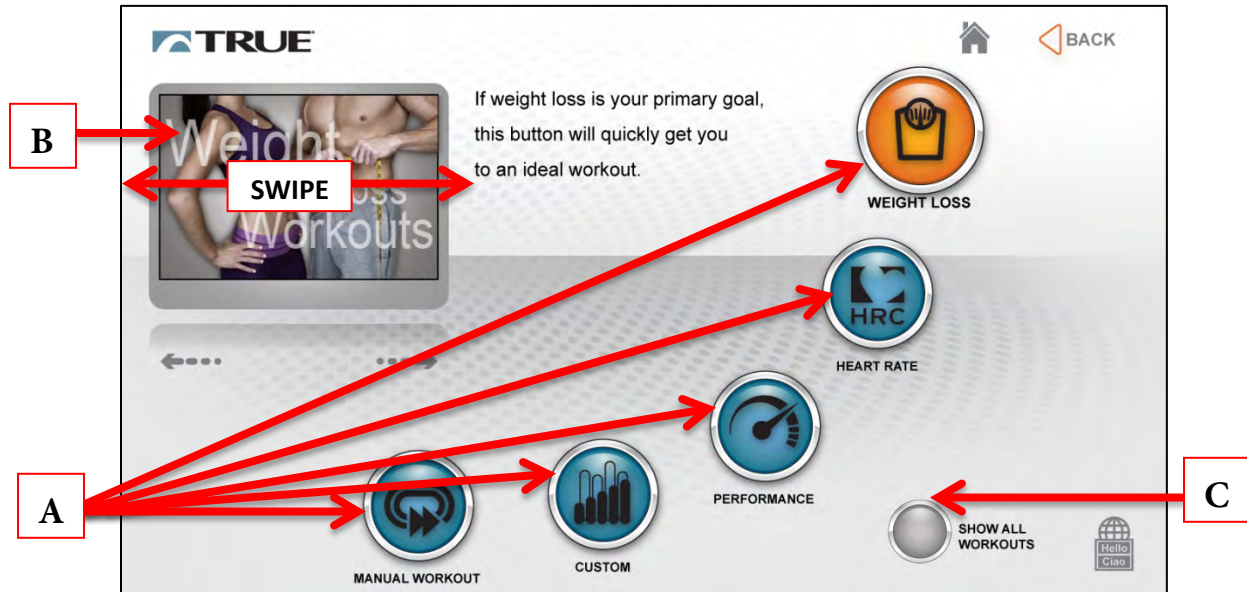 TRUE
BACK
B
Weight
Loss
Workouts
SWIPE
If weight loss is your primary goal,
this button will quickly get you
to an ideal workout.
WEIGHT LOSS
HRC
HEART RATE
PERFORMANCE
CUSTOM
MANUAL WORKOUT
A
C
SHOW ALL
WORKOUTS
Hello
Ciao